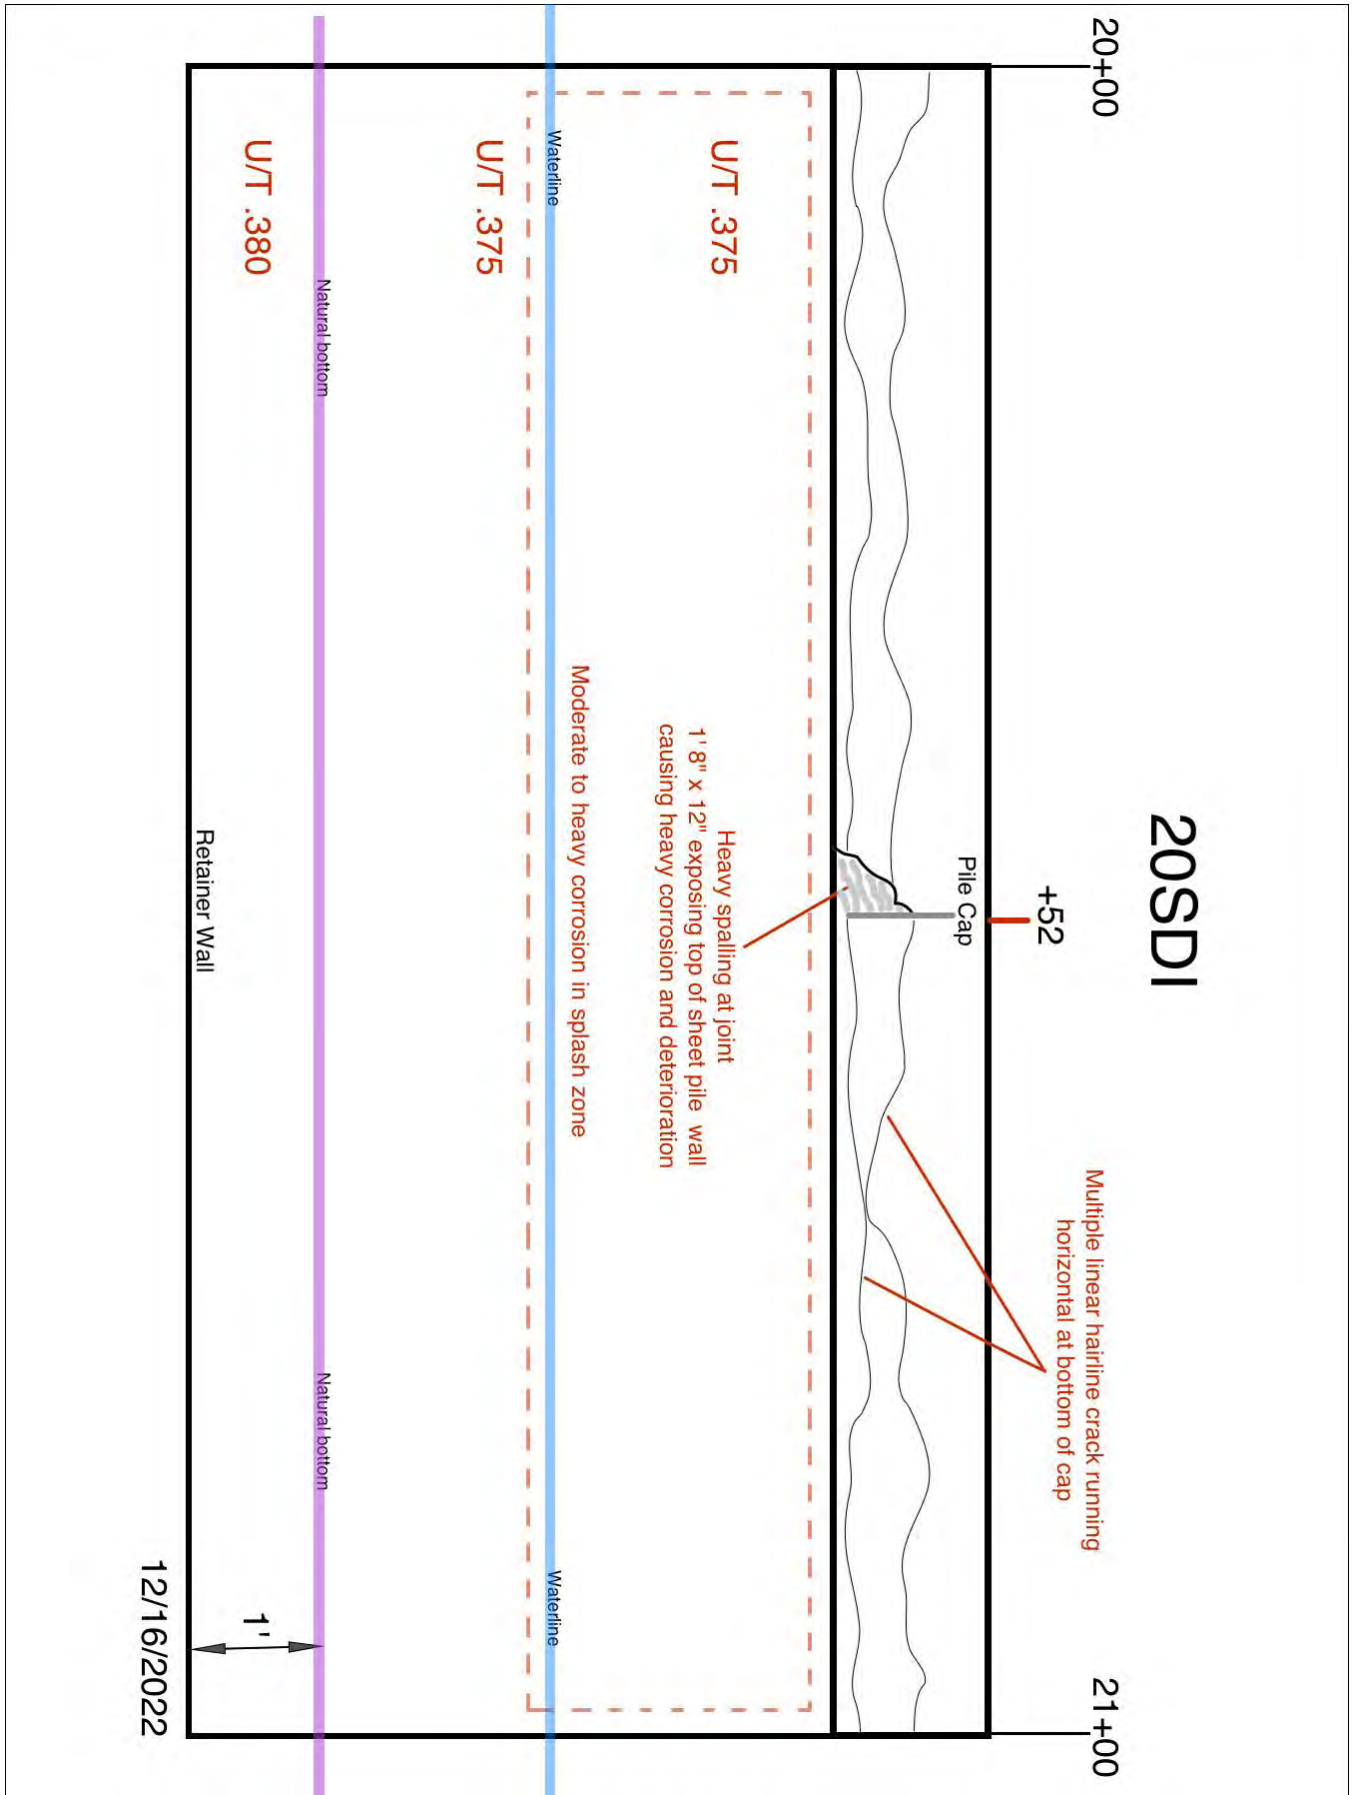 20SDI
20+00
+52
21+00
Multiple linear hairline crack running
horizontal at bottom of cap
Pile Cap
U/T .375
Heavy spalling at joint
1' 8" x 12" exposing top of sheet pile wall
causing heavy corrosion and deterioration
Moderate to heavy corrosion in splash zone
Waterline
Waterline
U/T .375
Natural bottom
Natural bottom
U/T .380
1'
Retainer Wall
12/16/2022